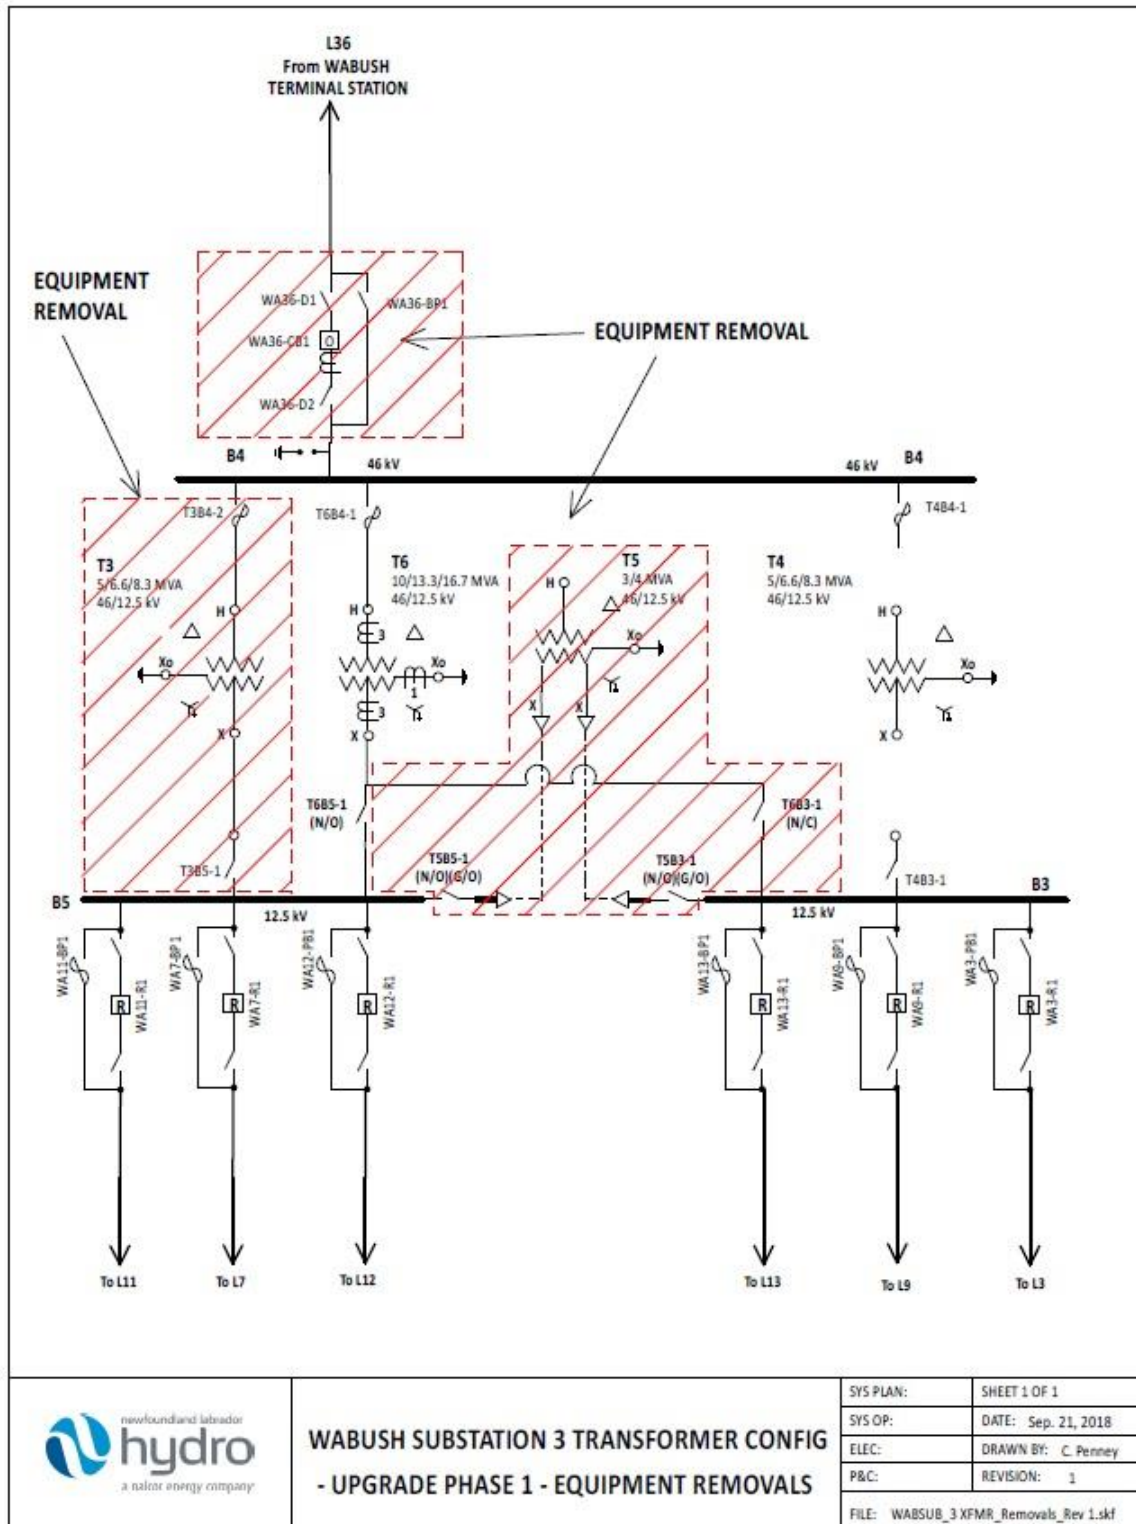 L36
From WABUSH
TERMINAL STATION
EQUIPMENT
REMOVAL
WA36-D1
WA36-BP1
WA36-CB1
O
WA36-D2
EQUIPMENT REMOVAL
B4
46 kV
46 kV
B4
T3B4-2
T6B4-1
T4B4-1
T3
5/6.6/8.3 MVA
46/12.5 kV
T6
10/13.3/16.7 MVA
46/12.5 kV
T5
3/4 MVA
46/12.5 kV
T4
5/6.6/8.3 MVA
46/12.5 kV
H
H
H
H
3
Xo
Xo
1
Xo
Xo
3
X
X
X
X
X
T6B5-1
(N/O)
T6B3-1
(N/C)
T3B5-1
T5B5-1
(N/O)(G/O)
T5B3-1
(N/O)(G/O)
T4B3-1
B5
12.5 kV
12.5 kV
B3
WA11-BP1
R
WA11-R1
WA7-BP1
R
WA7-R1
WA12-PB1
R
WA12-R1
WA13-BP1
R
WA13-R1
WA9-BP1
R
WA9-R1
WA3-PB1
R
WA3-R1
To L11
To L7
To L12
To L13
To L9
To L3
newfoundland labrador
hydro
a nalcor energy company
WABUSH SUBSTATION 3 TRANSFORMER CONFIG
- UPGRADE PHASE 1 - EQUIPMENT REMOVALS
SYS PLAN:
SHEET 1 OF 1
SYS OP:
DATE: Sep. 21, 2018
ELEC:
DRAWN BY: C. Penney
P&C:
REVISION: 1
FILE: WABSUB_3 XFMR_Removals_Rev 1.skf